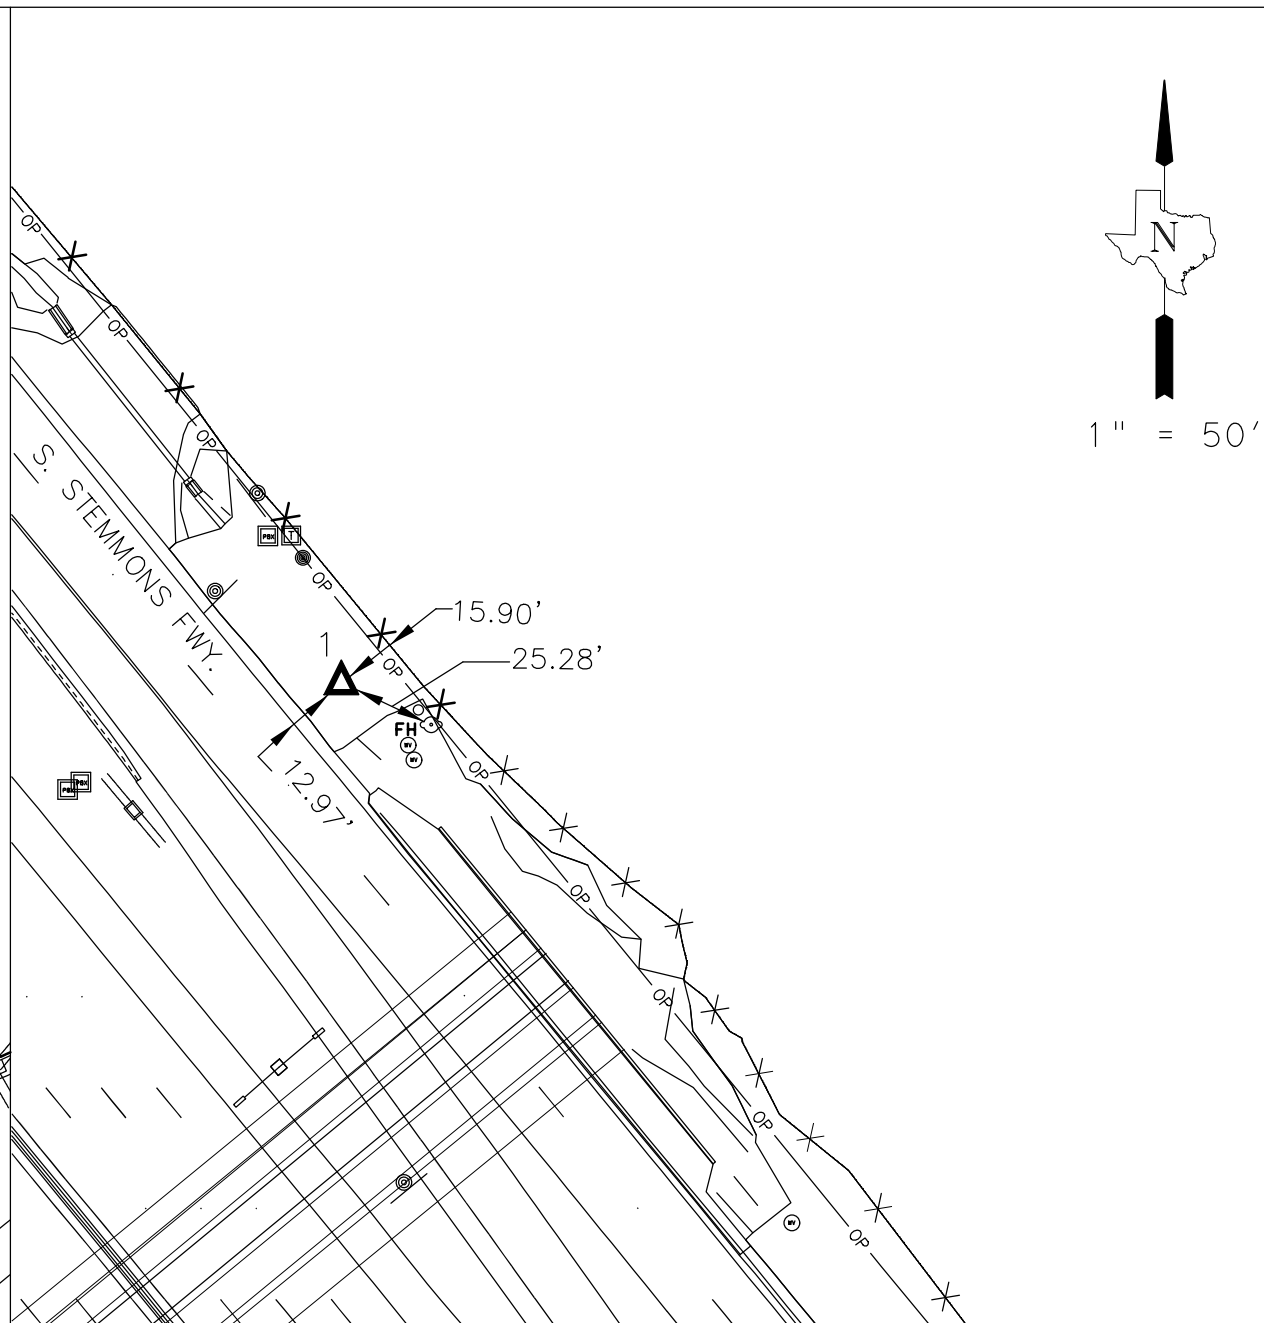 OP
N
OP
OP
1" = 50'
S. STEMMONS FWY.
PBX
T
OP
15.90'
1
25.28'
OP
FH
WV
WV
12.97'
OP
PBX
PBX
OP
OP
OP
WV
OP